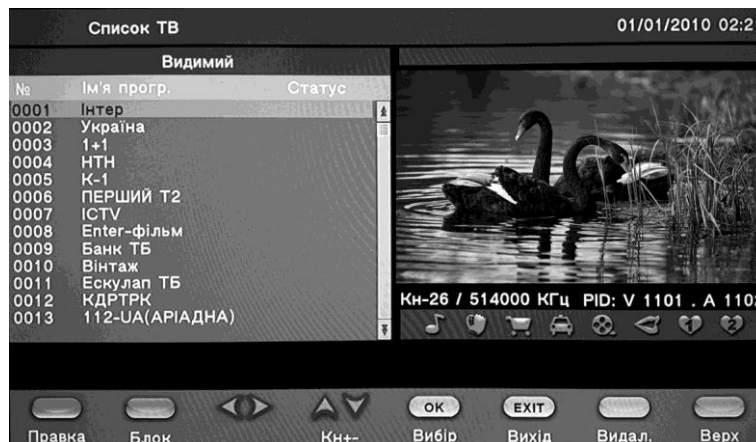 Список ТВ
01/01/2010 02:2
Видимий
№ Ім'я прогр. Статус
0001 Інтер
0002 Україна
0003 1+1
0004 НТН
0005 К-1
0006 ПЕРШИЙ Т2
0007 ICTV
0008 Enter-фільм
0009 Банк ТБ
0010 Вінтаж
0011 Ескулап ТБ
0012 КДРТРК
0013 112-UA(АРІАДНА)
Кн-26 / 514000 КГц PID: V 1101 . A 1102
1 2
OK EXIT
Правка Блок Кн+- Вибір Вихід Видал. Верх